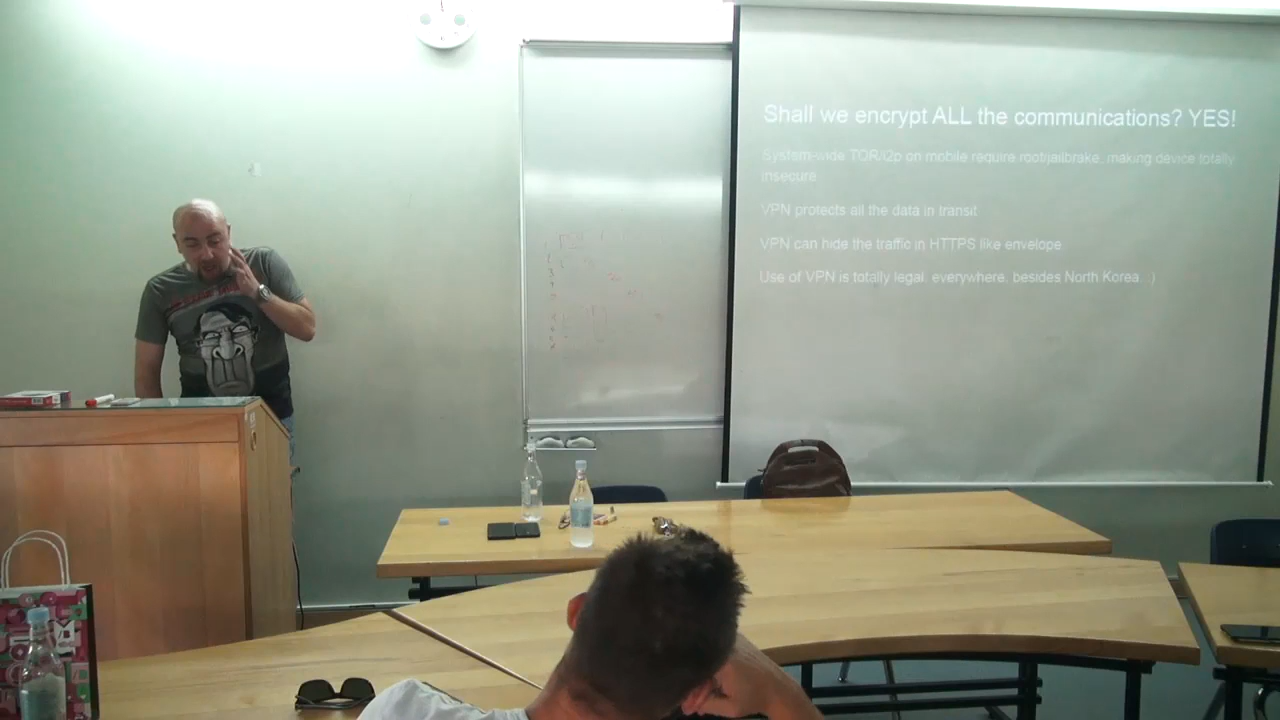 Shall we encrypt ALL the communications? YES!
System-wide TOR/i2p on mobile require root/jailbrake, making device totally
insecure
VPN protects all the data in transit
VPN can hide the traffic in HTTPS like envelope
Use of VPN is totally legal, everywhere, besides North Korea :)